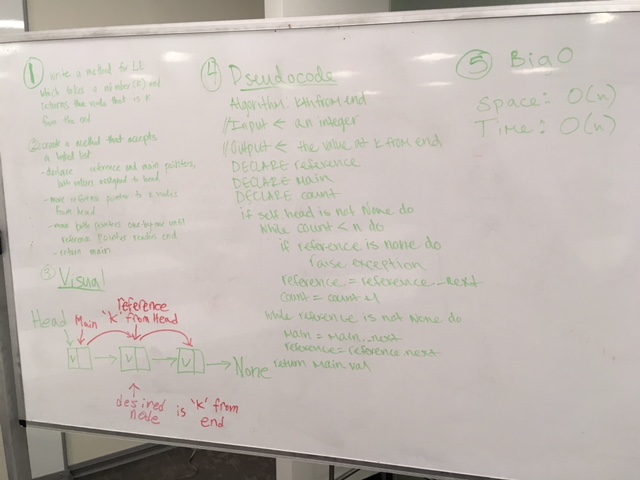 ① write a method for LL
which takes a number (k) and
returns the node that is k
from the end
② create a method that accepts
a linked list
- declare reference and main pointers,
both values assigned to head
- move reference pointer to k nodes
from head
- move both pointers one-by-one until
reference pointer reaches end
- return main
③ Visual
reference
Head Main 'k' from Head
V V V None
desired node is 'k' from end
④ Pseudocode
Algorithm kthfromend
//Input ← an integer
//Output ← the value at k from end
DECLARE reference
DECLARE main
DECLARE count
if self head is not None do
while count < n do
if reference is none do
raise exception
reference = reference._next
count = count +1
while reference is not None do
main = main._next
reference = reference.next
return main.val
⑤ Big O
Space: O(n)
Time: O(n)